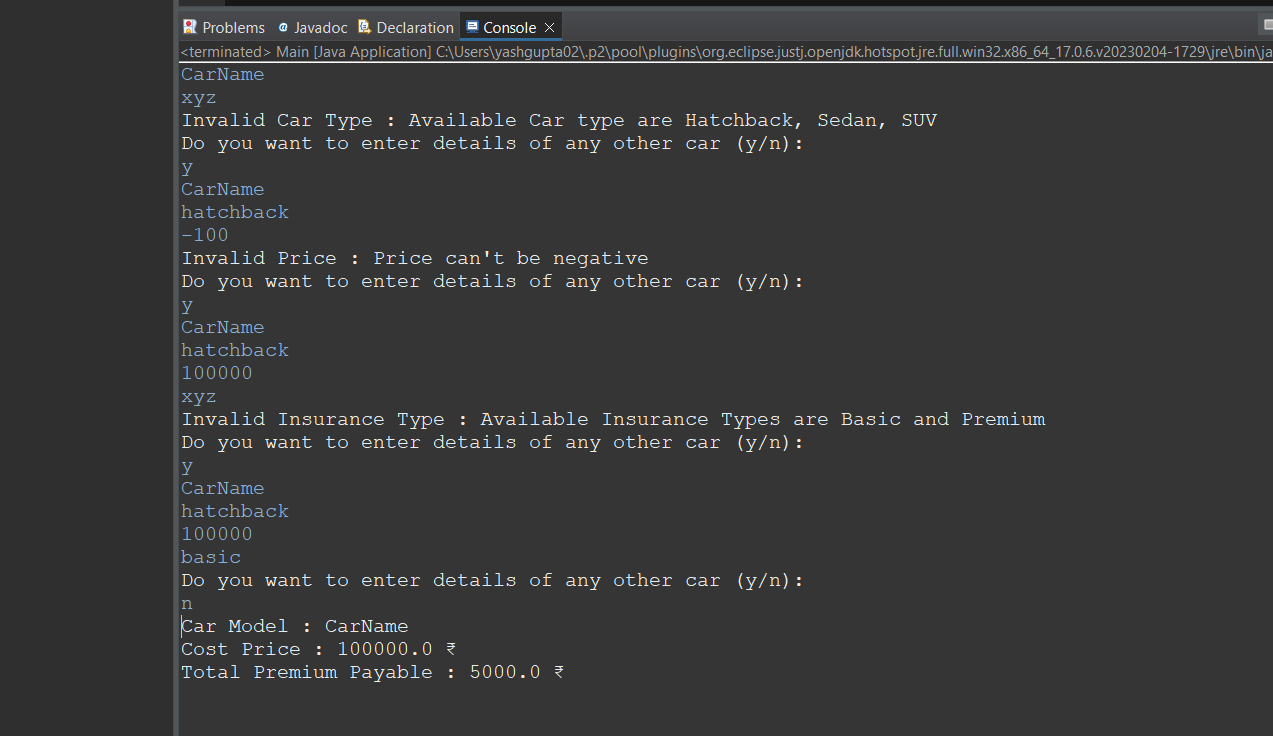 Problems Javadoc Declaration Console
<terminated> Main [Java Application] C:\Users\yashgupta02\.p2\pool\plugins\org.eclipse.justj.openjdk.hotspot.jre.full.win32.x86_64_17.0.6.v20230204-1729\jre\bin\ja
CarName
xyz
Invalid Car Type : Available Car type are Hatchback, Sedan, SUV
Do you want to enter details of any other car (y/n):
y
CarName
hatchback
-100
Invalid Price : Price can't be negative
Do you want to enter details of any other car (y/n):
y
CarName
hatchback
100000
xyz
Invalid Insurance Type : Available Insurance Types are Basic and Premium
Do you want to enter details of any other car (y/n):
y
CarName
hatchback
100000
basic
Do you want to enter details of any other car (y/n):
n
Car Model : CarName
Cost Price : 100000.0 ₹
Total Premium Payable : 5000.0 ₹